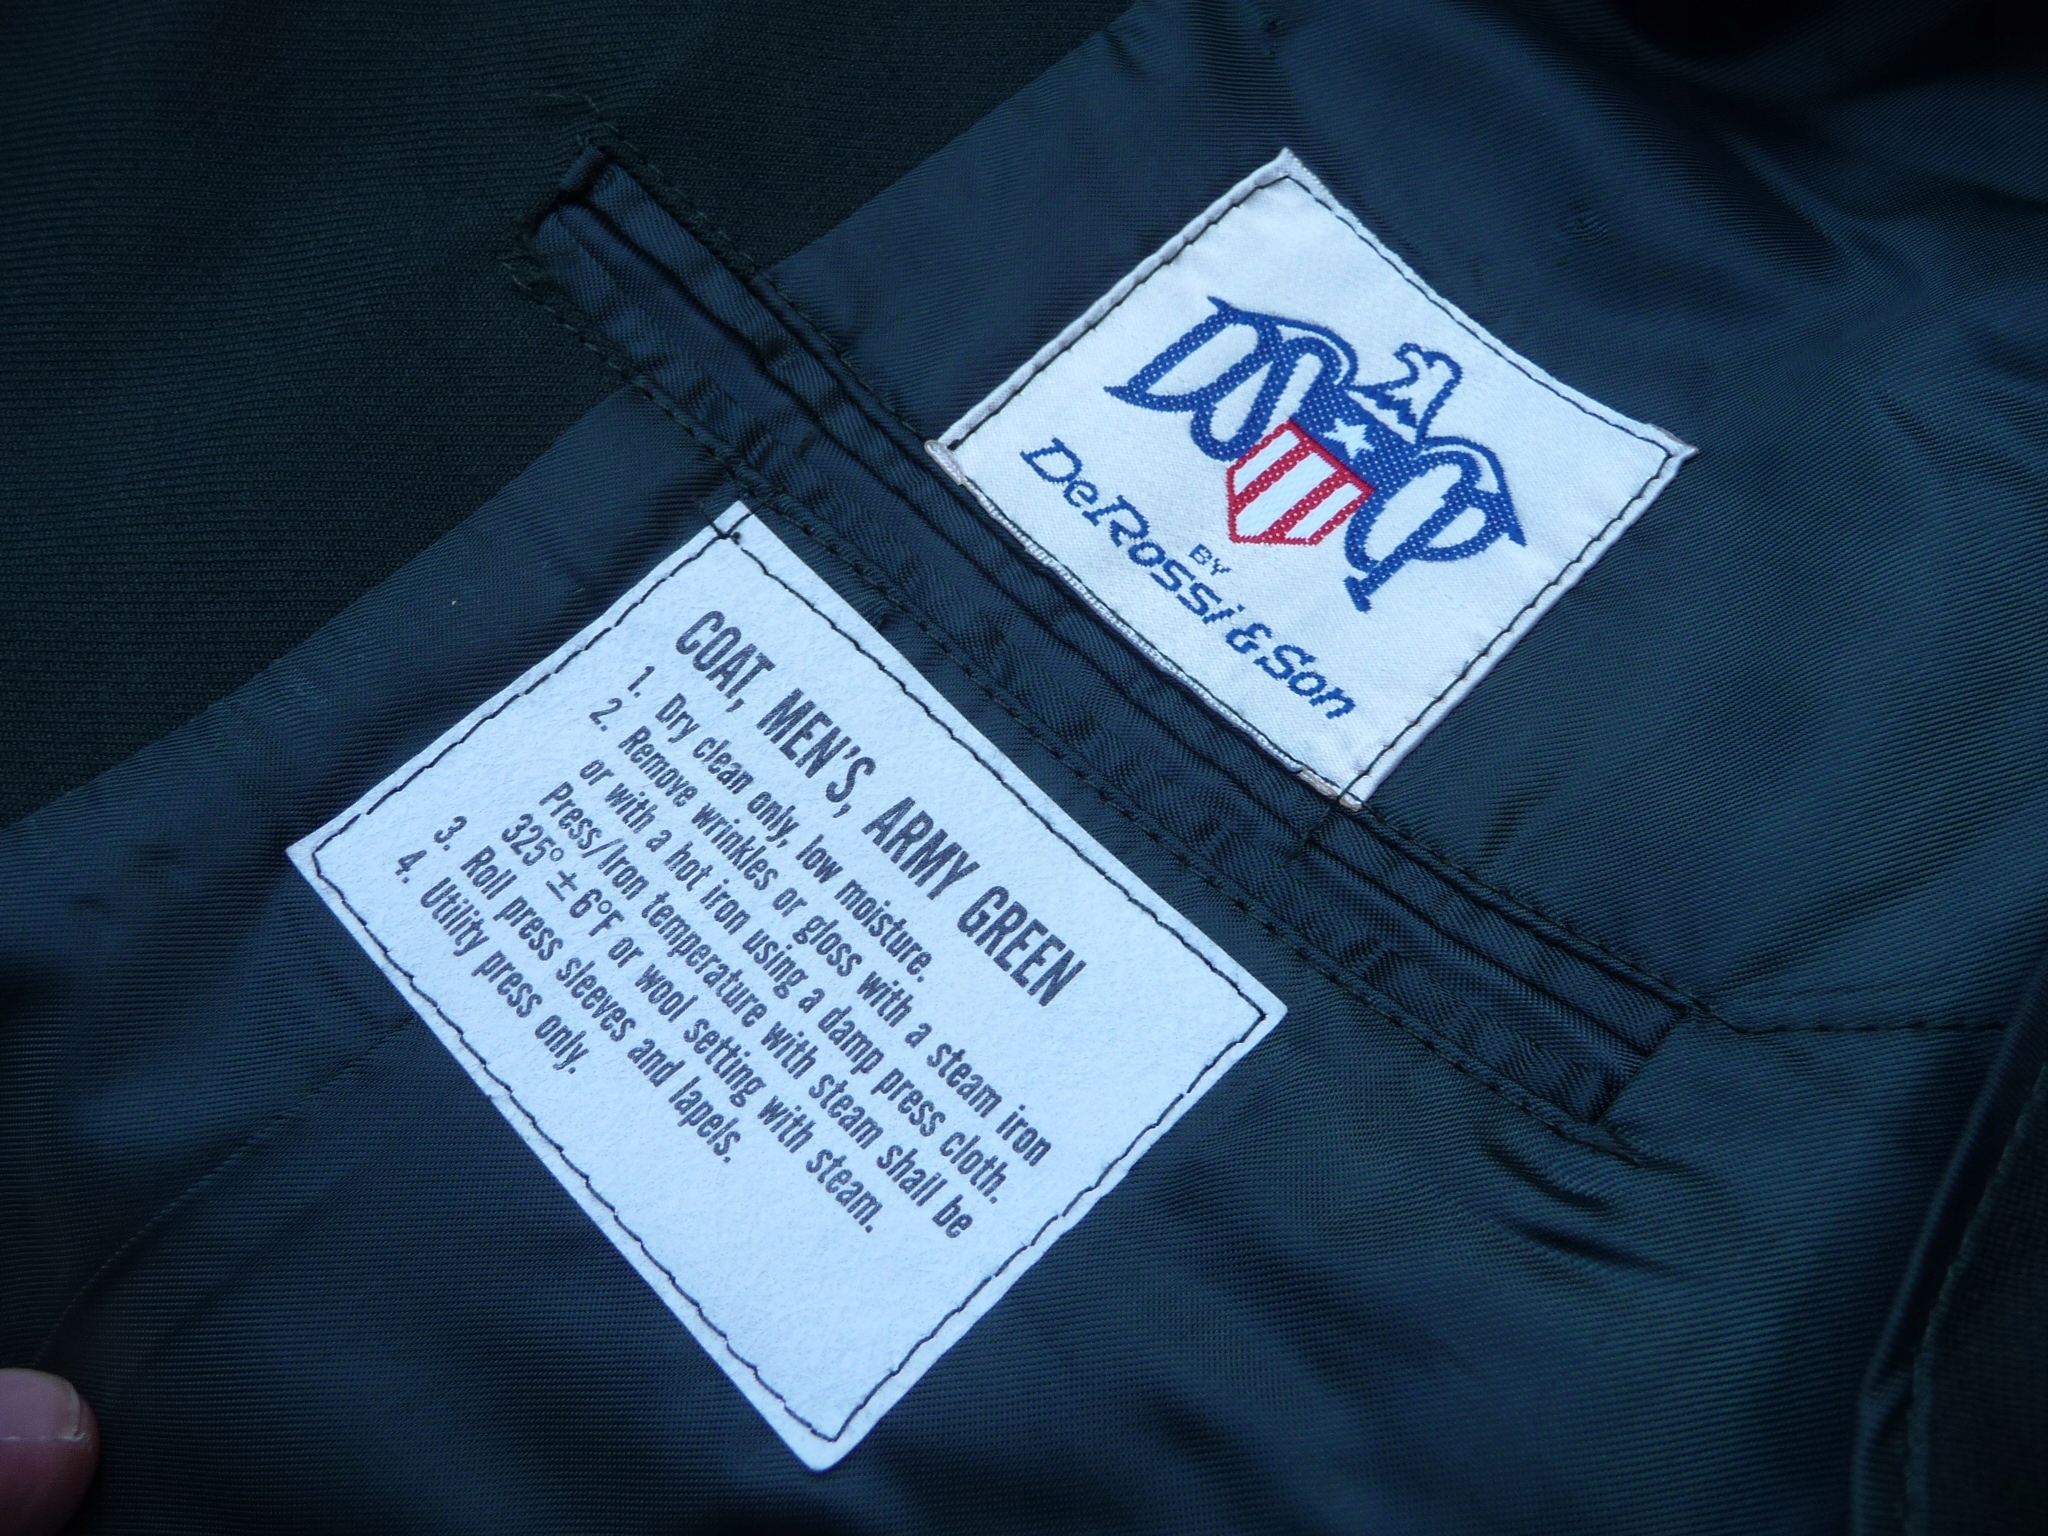 DSCP
BY
DeRossi & Son
COAT, MEN'S, ARMY GREEN
1. Dry clean only, low moisture.
2. Remove wrinkles or gloss with a steam iron
or with a hot iron using a damp press cloth.
Press/Iron temperature with steam shall be
325° ± 6°F or wool setting with steam.
3. Roll press sleeves and lapels.
4. Utility press only.